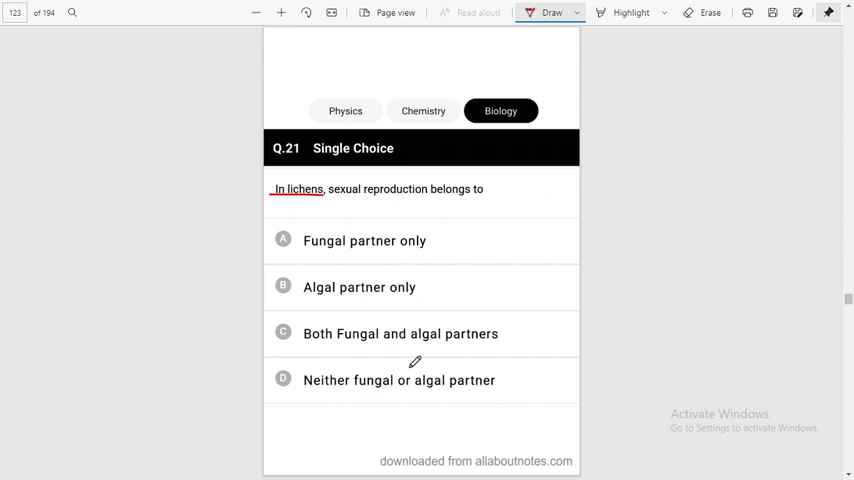 123 of 194 Page view Read aloud Draw Highlight Erase
Physics Chemistry Biology
Q.21 Single Choice
In lichens, sexual reproduction belongs to
A Fungal partner only
B Algal partner only
C Both Fungal and algal partners
D Neither fungal or algal partner
Activate Windows
Go to Settings to activate Windows.
downloaded from allaboutnotes.com